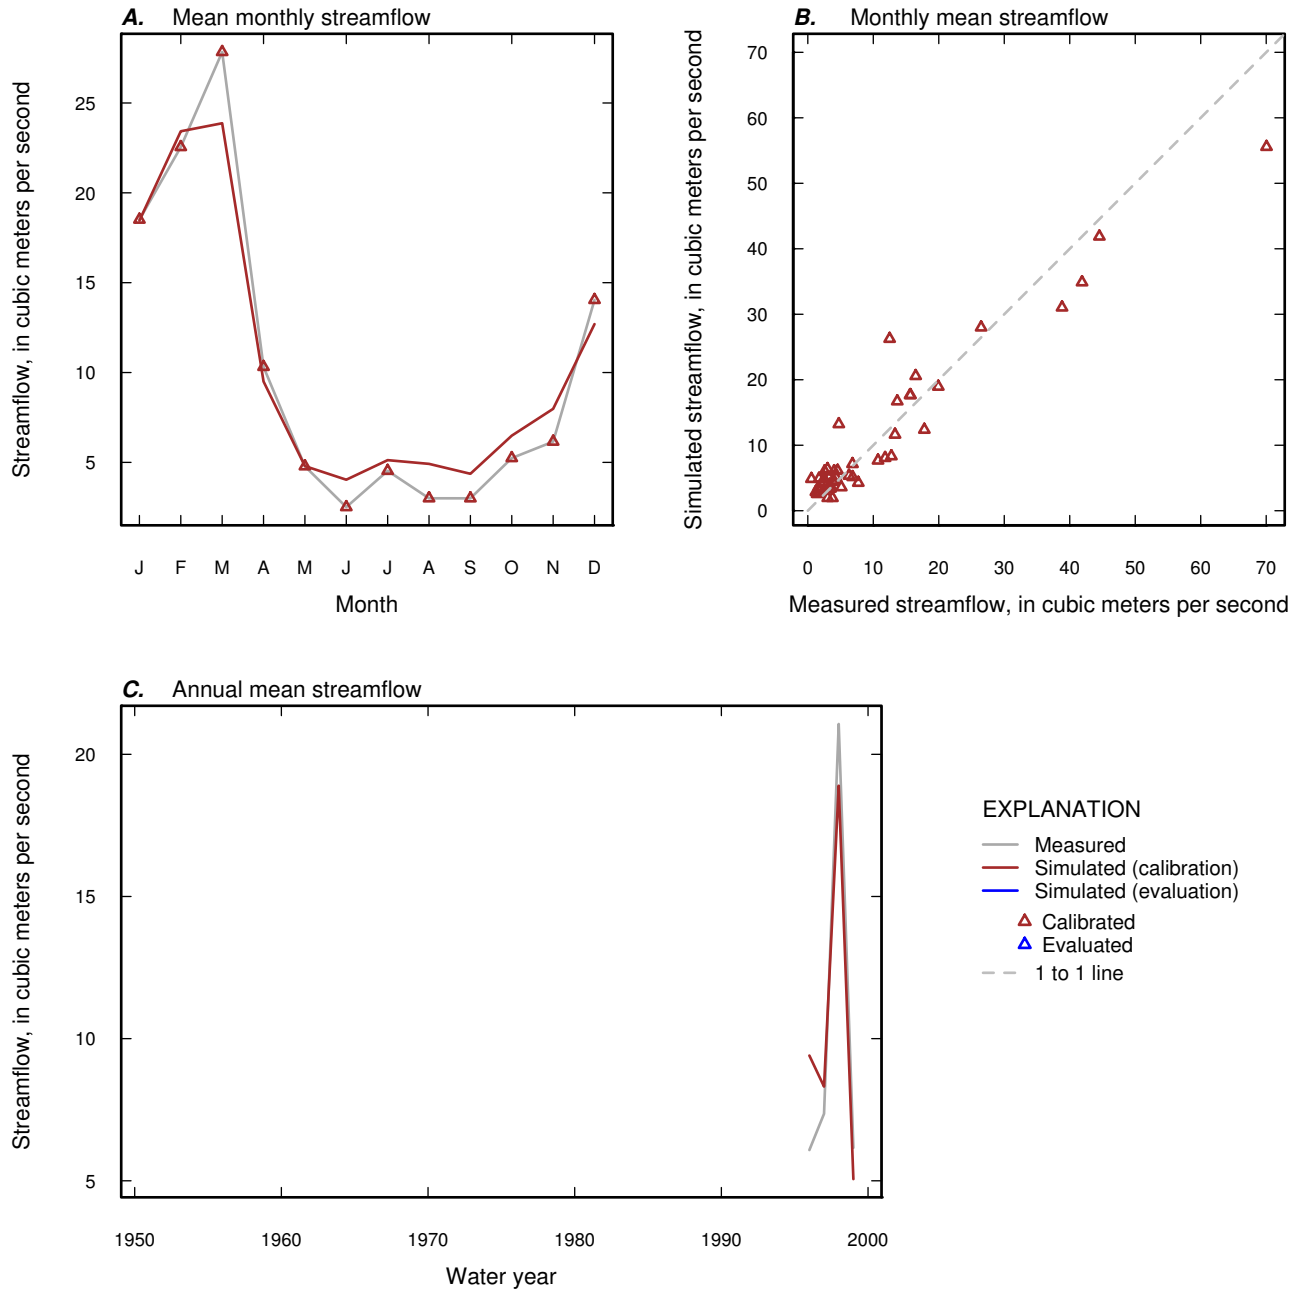 A. Mean monthly streamflow
Streamflow, in cubic meters per second
25
20
15
10
5
J F M A M J J A S O N D
Month
B. Monthly mean streamflow
Simulated streamflow, in cubic meters per second
70
60
50
40
30
20
10
0
0 10 20 30 40 50 60 70
Measured streamflow, in cubic meters per second
C. Annual mean streamflow
Streamflow, in cubic meters per second
20
15
10
5
1950 1960 1970 1980 1990 2000
Water year
EXPLANATION
Measured
Simulated (calibration)
Simulated (evaluation)
Calibrated
Evaluated
1 to 1 line